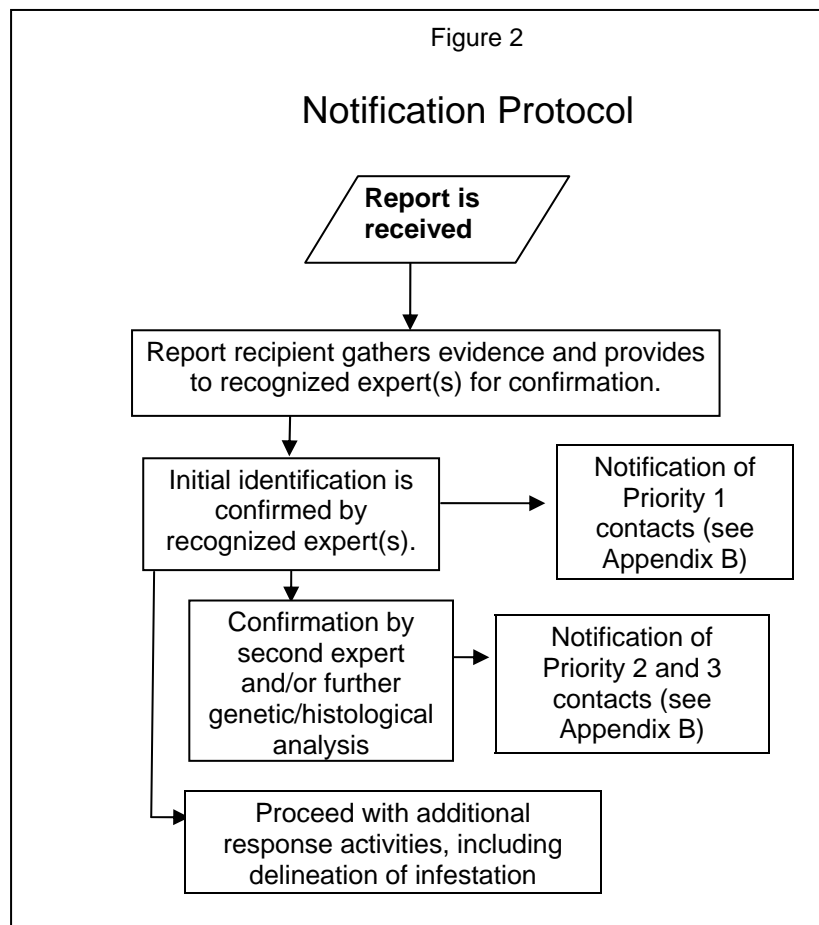 Figure 2
Notification Protocol
Report is
received
Report recipient gathers evidence and provides
to recognized expert(s) for confirmation.
Initial identification is
confirmed by
recognized expert(s).
Notification of
Priority 1
contacts (see
Appendix B)
Confirmation by
second expert
and/or further
genetic/histological
analysis
Notification of
Priority 2 and 3
contacts (see
Appendix B)
Proceed with additional
response activities, including
delineation of infestation